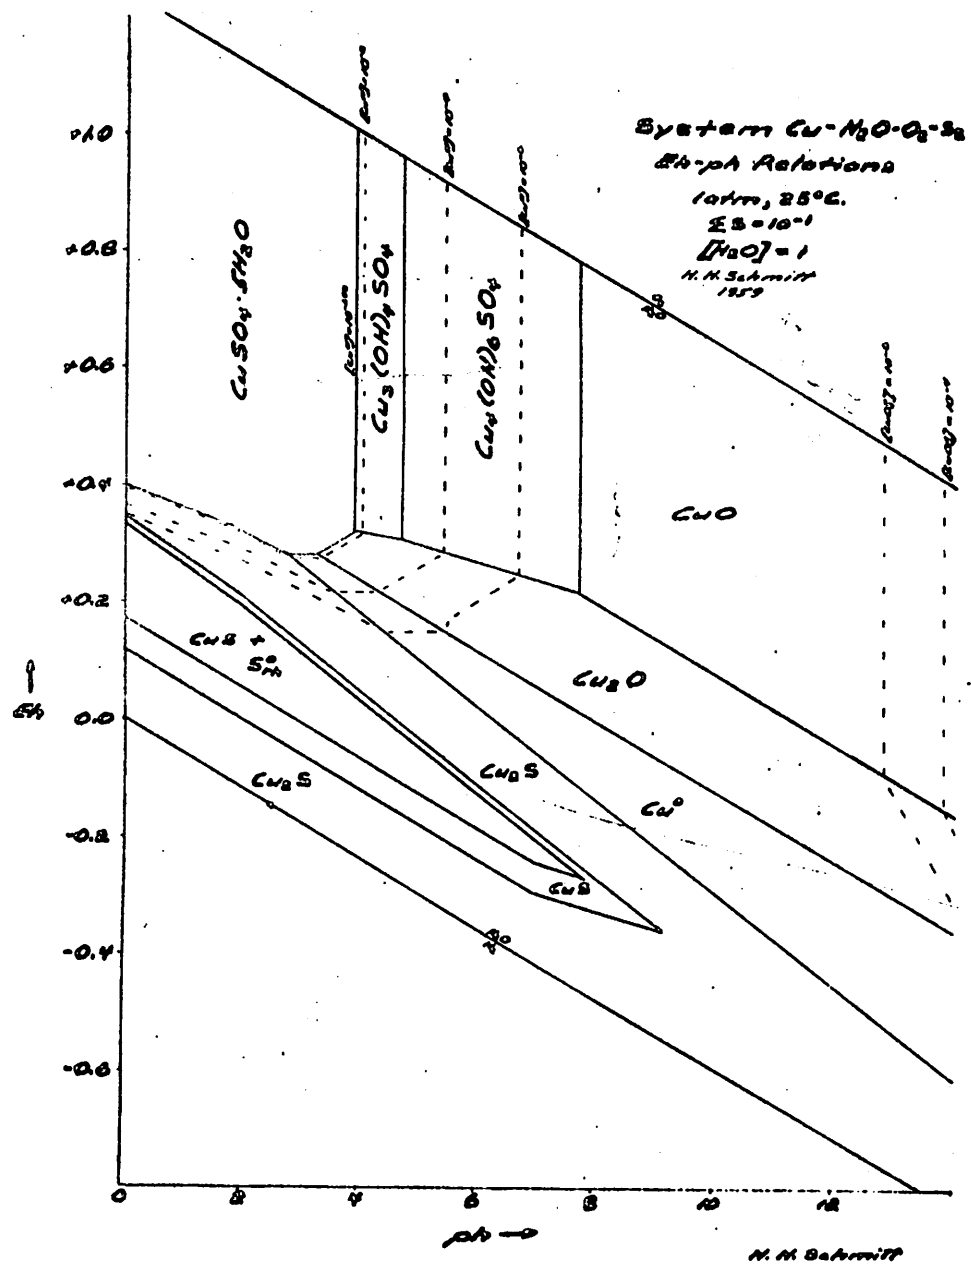 System Cu-H2O-O2-S2
Eh-ph Relations
1atm, 25°C.
ΣS=10-1
[H2O]=1
H. H. Schmitt
1959
+1.0
+0.8
+0.6
+0.4
+0.2
0.0
-0.2
-0.4
-0.6
Eh
CuSO4·5H2O
Cu3(OH)4SO4
Cu4(OH)6SO4
CuO
Cu2O
CuS +
S°rh
Cu2S
Cu2S
Cu°
CuS
0
2
4
6
8
10
12
ph
H. H. Schmitt